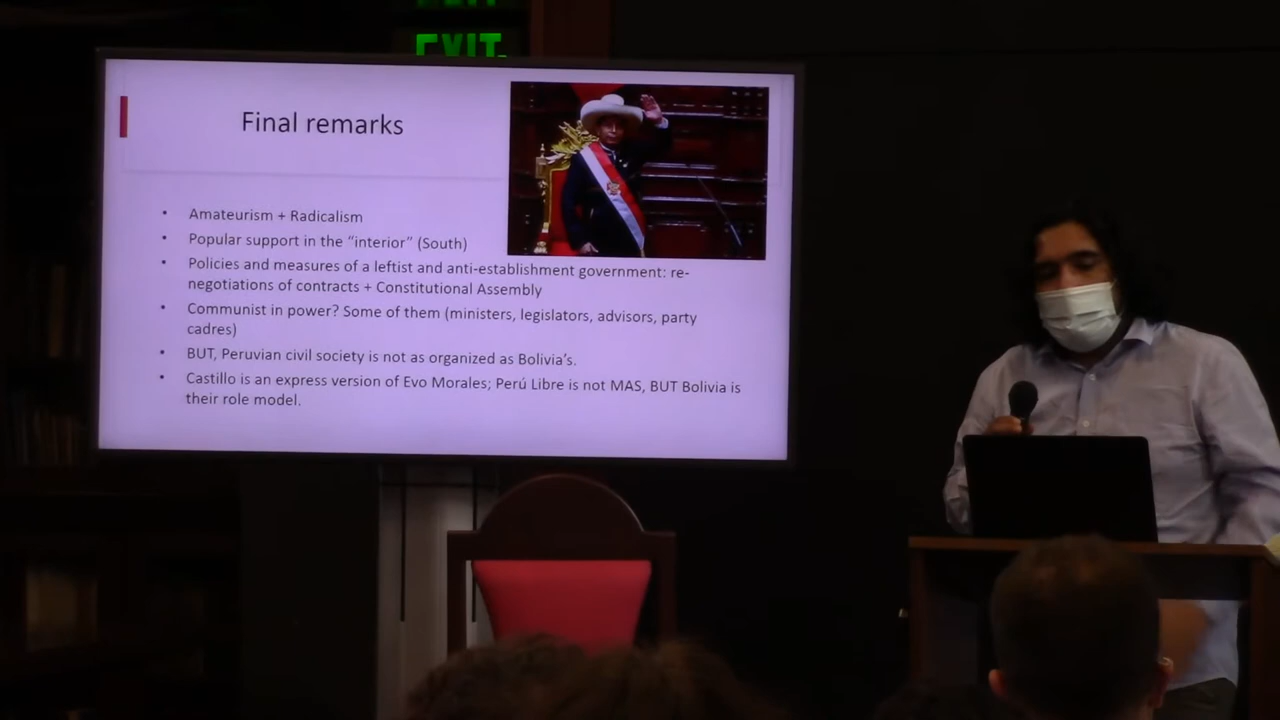 EXIT
EXIT
Final remarks
• Amateurism + Radicalism
• Popular support in the “interior” (South)
• Policies and measures of a leftist and anti-establishment government: re-
negotiations of contracts + Constitutional Assembly
• Communist in power? Some of them (ministers, legislators, advisors, party
cadres)
• BUT, Peruvian civil society is not as organized as Bolivia’s.
• Castillo is an express version of Evo Morales; Perú Libre is not MAS, BUT Bolivia is
their role model.